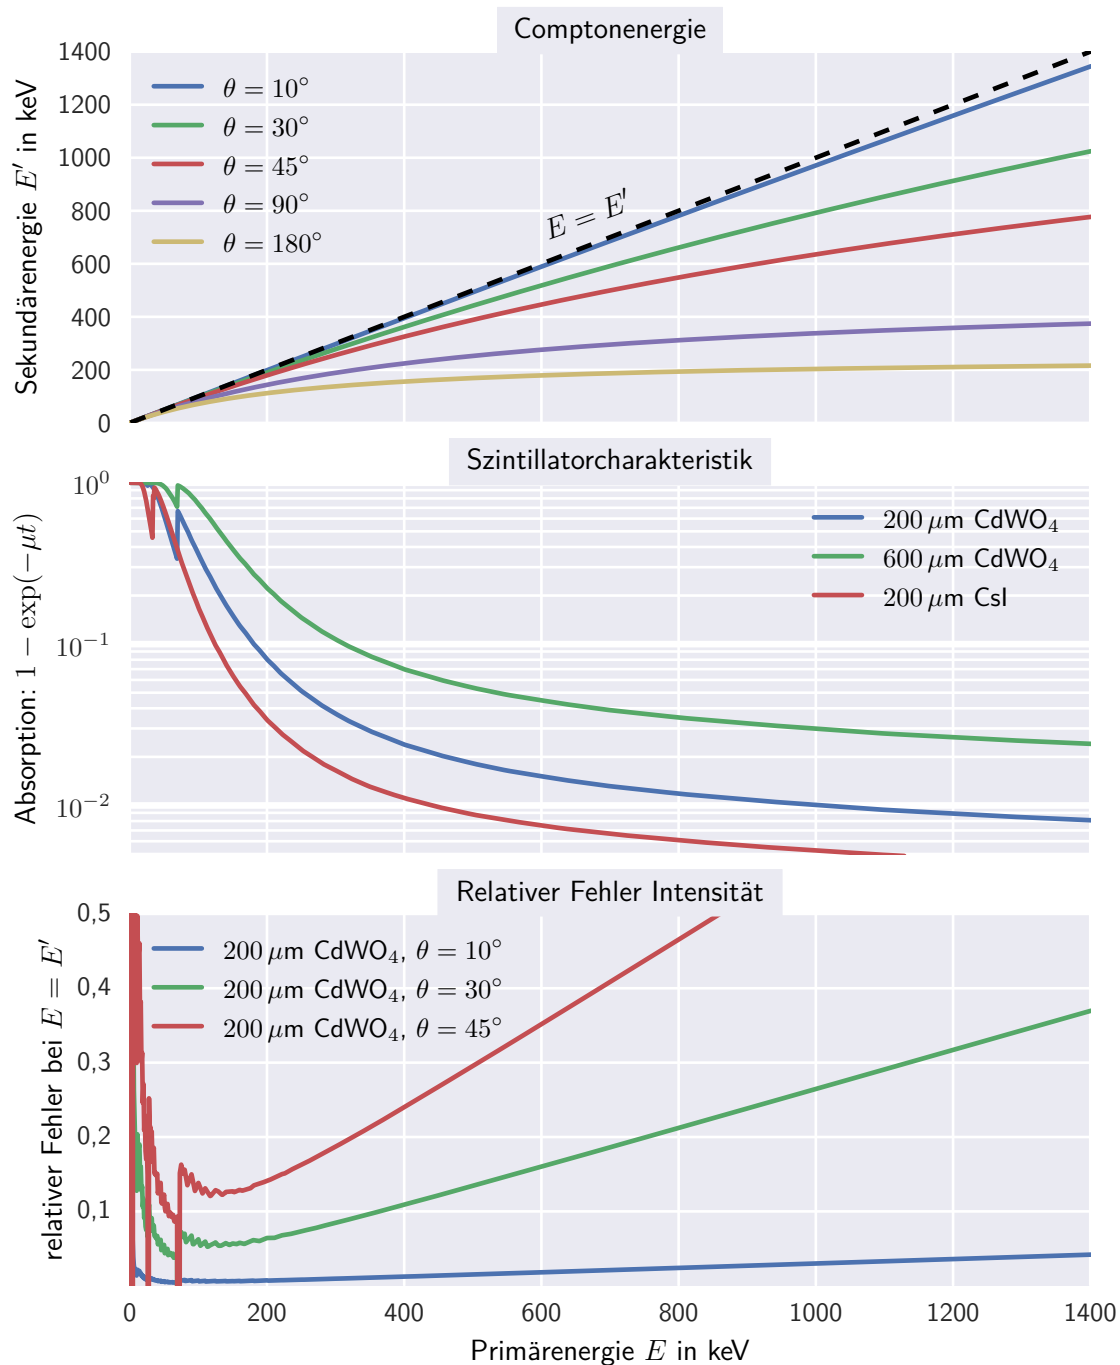 Comptonenergie
Sekundärenergie E′ in keV
1400
1200
1000
800
600
400
200
0
θ = 10°
θ = 30°
θ = 45°
θ = 90°
θ = 180°
E = E′
Szintillatorcharakteristik
Absorption: 1 − exp(−μt)
10⁰
10⁻¹
10⁻²
200 μm CdWO₄
600 μm CdWO₄
200 μm CsI
Relativer Fehler Intensität
relativer Fehler bei E = E′
0,5
0,4
0,3
0,2
0,1
200 μm CdWO₄, θ = 10°
200 μm CdWO₄, θ = 30°
200 μm CdWO₄, θ = 45°
0 200 400 600 800 1000 1200 1400
Primärenergie E in keV